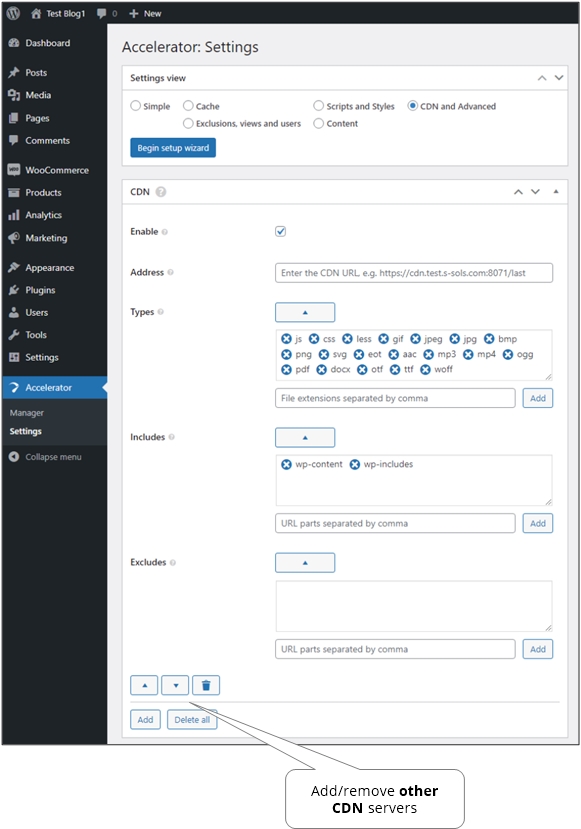 Test Blog1 0 New
Dashboard
Posts
Media
Pages
Comments
WooCommerce
Products
Analytics
Marketing
Appearance
Plugins
Users
Tools
Settings
Accelerator
Manager
Settings
Collapse menu
Accelerator: Settings
Settings view
Simple Cache Scripts and Styles CDN and Advanced
Exclusions, views and users Content
Begin setup wizard
CDN ?
Enable ?
Address ? Enter the CDN URL, e.g. https://cdn.test.s-sols.com:8071/last
Types ?
js css less gif jpeg jpg bmp
png svg eot aac mp3 mp4 ogg
pdf docx otf ttf woff
File extensions separated by comma Add
Includes ?
wp-content wp-includes
URL parts separated by comma Add
Excludes ?
URL parts separated by comma Add
Add Delete all
Add/remove other
CDN servers